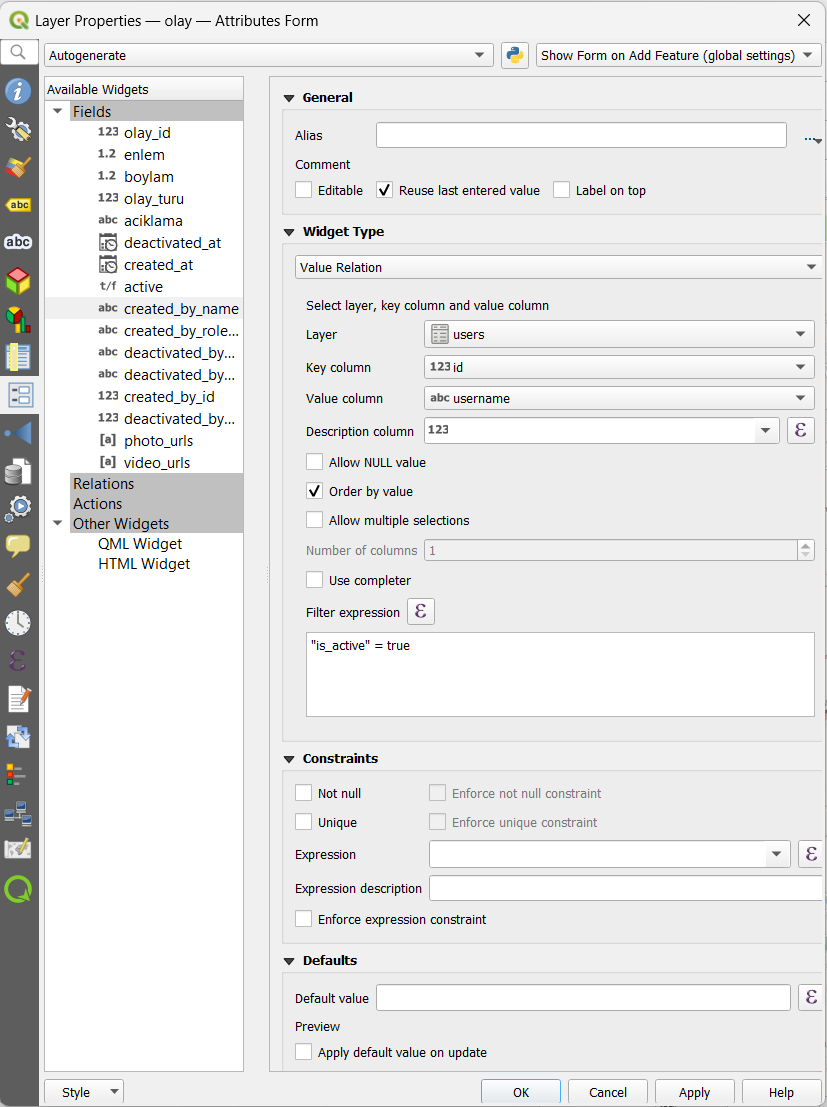 Layer Properties — olay — Attributes Form
Autogenerate
Show Form on Add Feature (global settings)
Available Widgets
Fields
123 olay_id
1.2 enlem
1.2 boylam
123 olay_turu
abc aciklama
deactivated_at
created_at
t/f active
abc created_by_name
abc created_by_role...
abc deactivated_by...
abc deactivated_by...
123 created_by_id
123 deactivated_by...
[a] photo_urls
[a] video_urls
Relations
Actions
Other Widgets
QML Widget
HTML Widget
abc
abc
General
Alias
...
Comment
Editable
Reuse last entered value
Label on top
Widget Type
Value Relation
Select layer, key column and value column
Layer
users
Key column
123 id
Value column
abc username
Description column
123
ε
Allow NULL value
Order by value
Allow multiple selections
Number of columns
1
Use completer
Filter expression
ε
"is_active" = true
Constraints
Not null
Enforce not null constraint
Unique
Enforce unique constraint
Expression
ε
Expression description
Enforce expression constraint
Defaults
Default value
ε
Preview
Apply default value on update
Style
OK
Cancel
Apply
Help